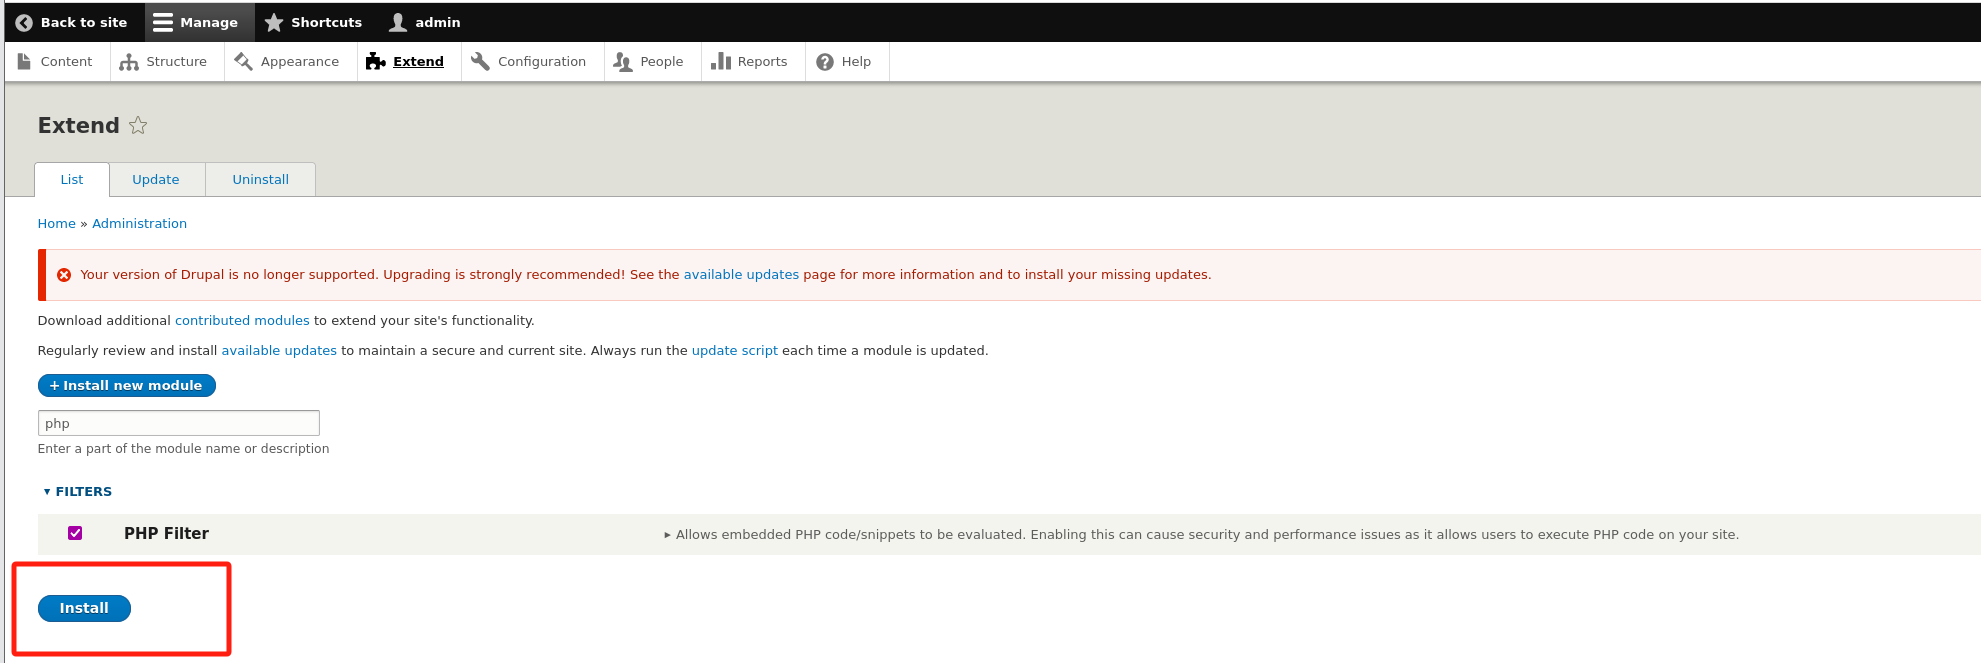 Back to site Manage Shortcuts admin
Content Structure Appearance Extend Configuration People Reports Help
Extend
List Update Uninstall
Home » Administration
Your version of Drupal is no longer supported. Upgrading is strongly recommended! See the available updates page for more information and to install your missing updates.
Download additional contributed modules to extend your site's functionality.
Regularly review and install available updates to maintain a secure and current site. Always run the update script each time a module is updated.
+ Install new module
php
Enter a part of the module name or description
▾ FILTERS
PHP Filter ▸ Allows embedded PHP code/snippets to be evaluated. Enabling this can cause security and performance issues as it allows users to execute PHP code on your site.
Install